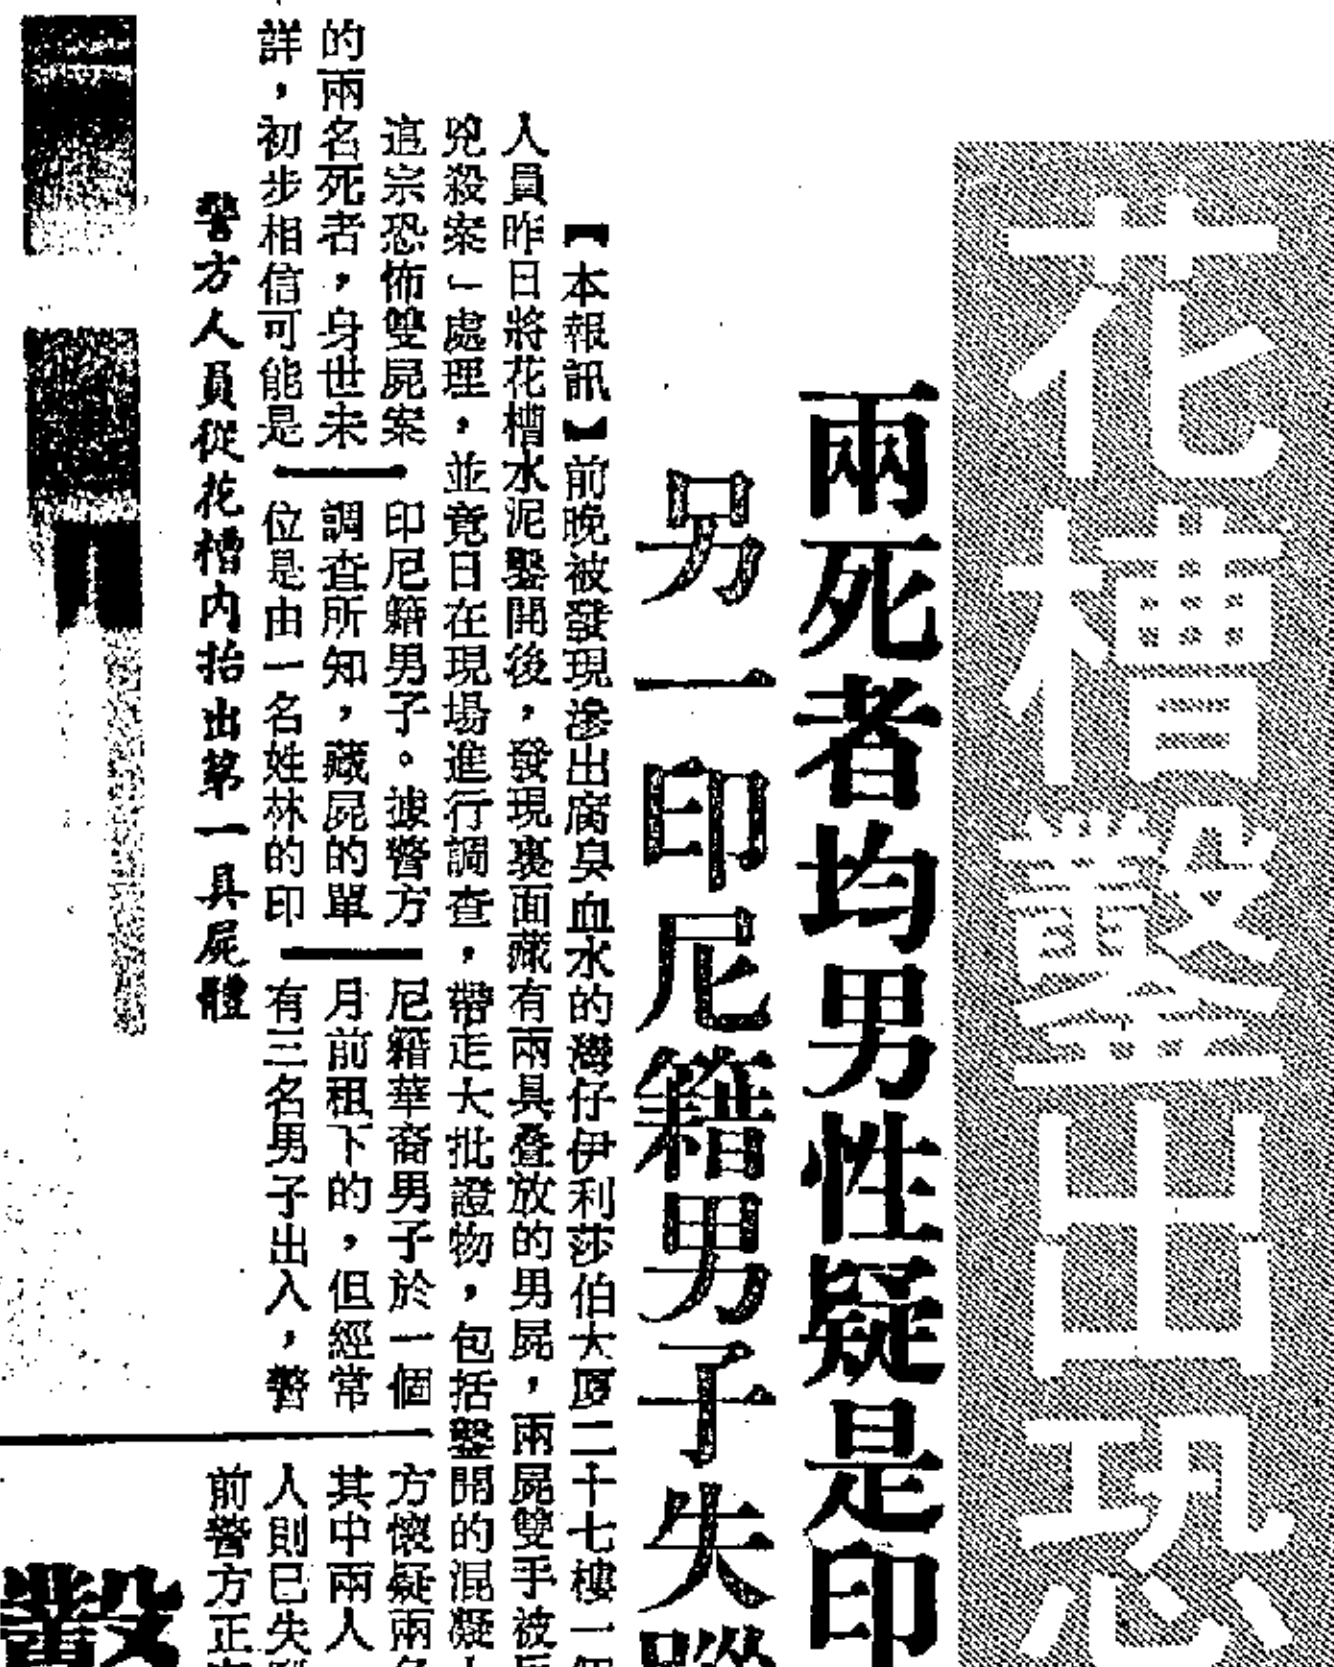 花槽鑿出恐
兩死者均男性疑是印
另一印尼籍男子失
【本報訊】前晚被發現滲出腐臭血水的灣仔伊利莎伯大厦二十七樓一
人員昨日將花槽水泥鑿開後，發現裏面藏有兩具叠放的男屍，兩屍雙手被
兇殺案」處理，並竟日在現場進行調查，帶走大批證物，包括鑿開的混凝
這宗恐怖雙屍案
的兩名死者，身世未
詳，初步相信可能是
印尼籍男子。據警方
調查所知，藏屍的單
位是由一名姓林的印
尼籍華裔男子於一個
月前租下的，但經常
有三名男子出入，警
方懷疑兩
其中兩人
人則已失
前警方正
警方人員從花槽內抬出第一具屍體
鑿